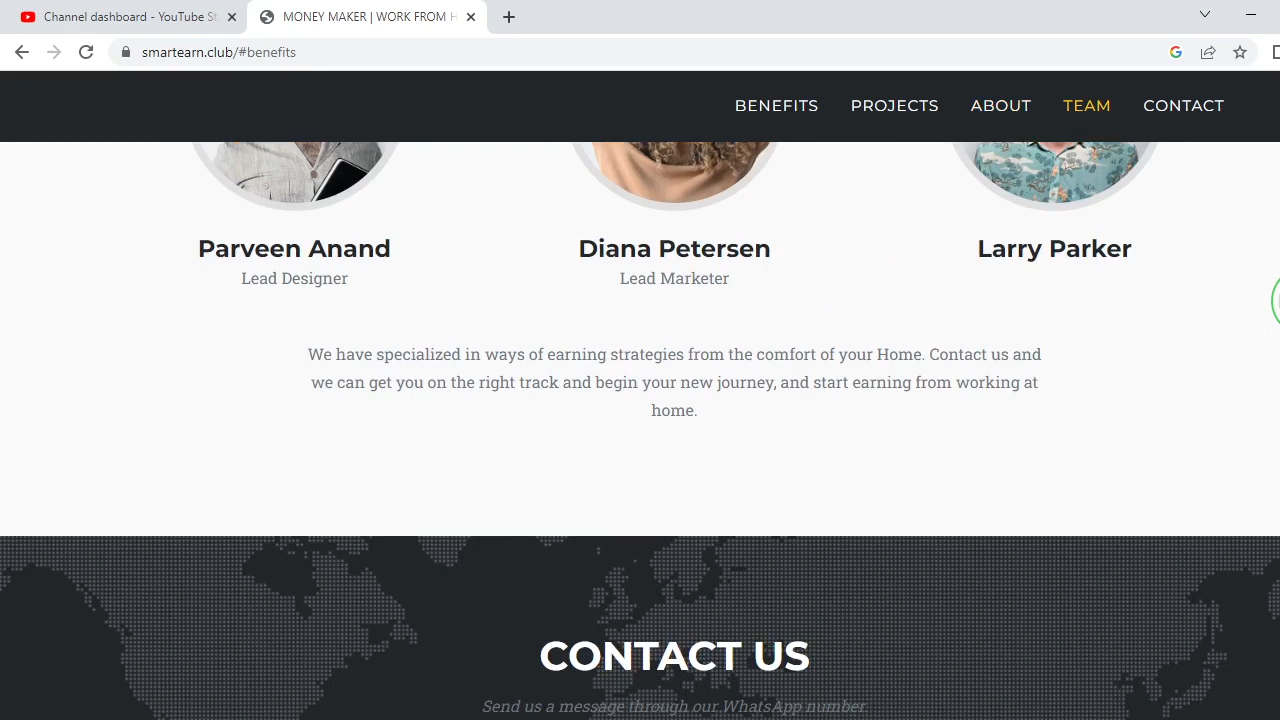 Channel dashboard - YouTube St
MONEY MAKER | WORK FROM H
smartearn.club/#benefits
BENEFITS PROJECTS ABOUT TEAM CONTACT
Parveen Anand Diana Petersen Larry Parker
Lead Designer Lead Marketer
We have specialized in ways of earning strategies from the comfort of your Home. Contact us and
we can get you on the right track and begin your new journey, and start earning from working at
home.
CONTACT US
Send us a message through our WhatsApp number.